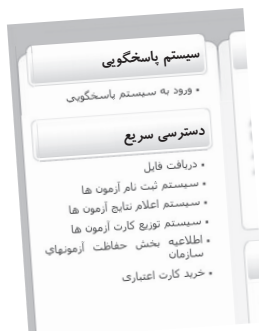 سیستم پاسخگویی
ورود به سیستم پاسخگویی
دسترسی سریع
دریافت فایل
سیستم ثبت نام آزمون ها
سیستم اعلام نتایج آزمون ها
سیستم توزیع کارت آزمون ها
اطلاعیه بخش حفاظت آزمونهای
سازمان
خرید کارت اعتباری